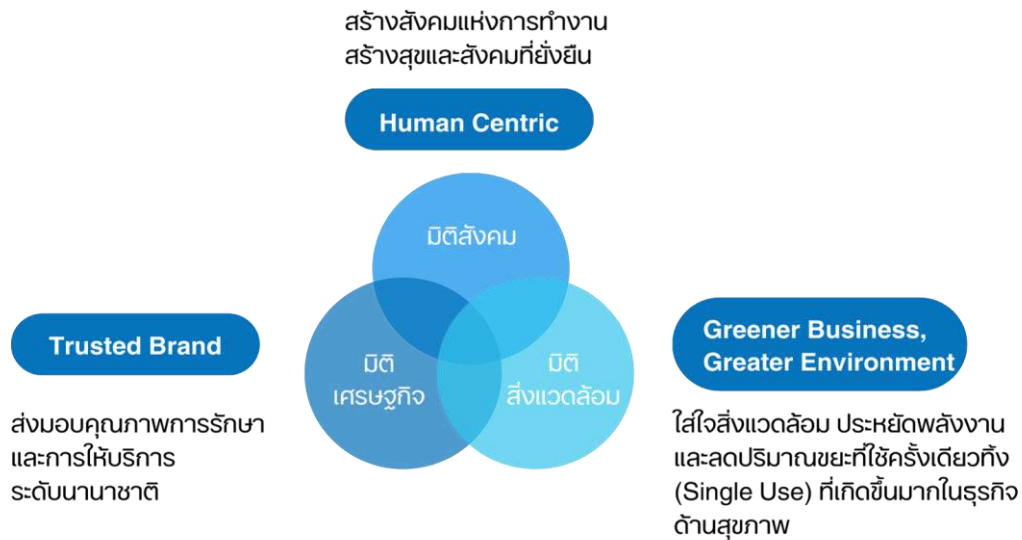 สร้างสังคมแห่งการทำงาน
สร้างสุขและสังคมที่ยั่งยืน
Human Centric
มิติสังคม
Trusted Brand
ส่งมอบคุณภาพการรักษา
และการให้บริการ
ระดับนานาชาติ
มิติ
เศรษฐกิจ
มิติ
สิ่งแวดล้อม
Greener Business,
Greater Environment
ใส่ใจสิ่งแวดล้อม ประหยัดพลังงาน
และลดปริมาณขยะที่ใช้ครั้งเดียวทิ้ง
(Single Use) ที่เกิดขึ้นมากในธุรกิจ
ด้านสุขภาพ